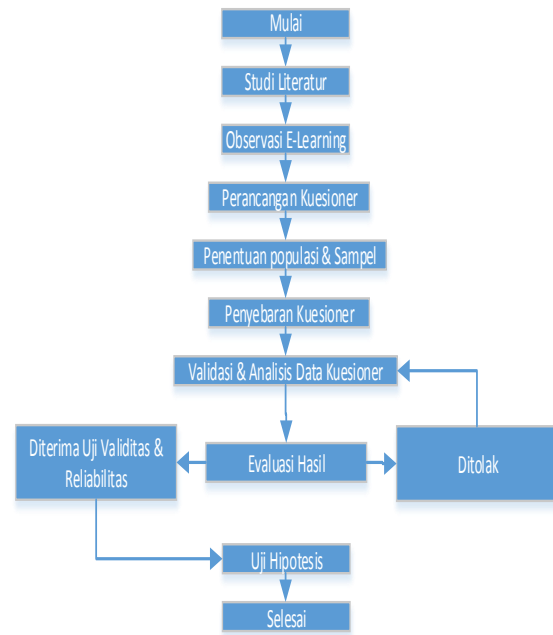 Mulai
Studi Literatur
Observasi E-Learning
Perancangan Kuesioner
Penentuan populasi & Sampel
Penyebaran Kuesioner
Validasi & Analisis Data Kuesioner
Diterima Uji Validitas &
Reliabilitas
Evaluasi Hasil
Ditolak
Uji Hipotesis
Selesai